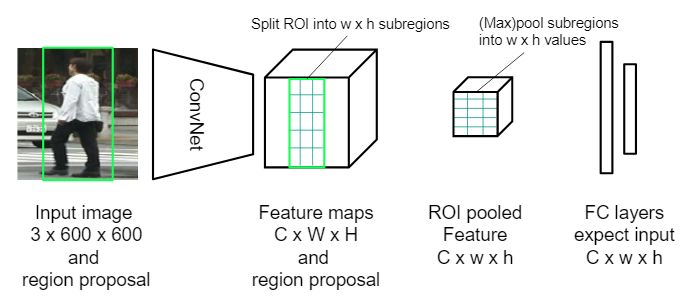 Split ROI into w x h subregions
(Max)pool subregions
into w x h values
ConvNet
Input image
3 x 600 x 600
and
region proposal
Feature maps
C x W x H
and
region proposal
ROI pooled
Feature
C x w x h
FC layers
expect input
C x w x h